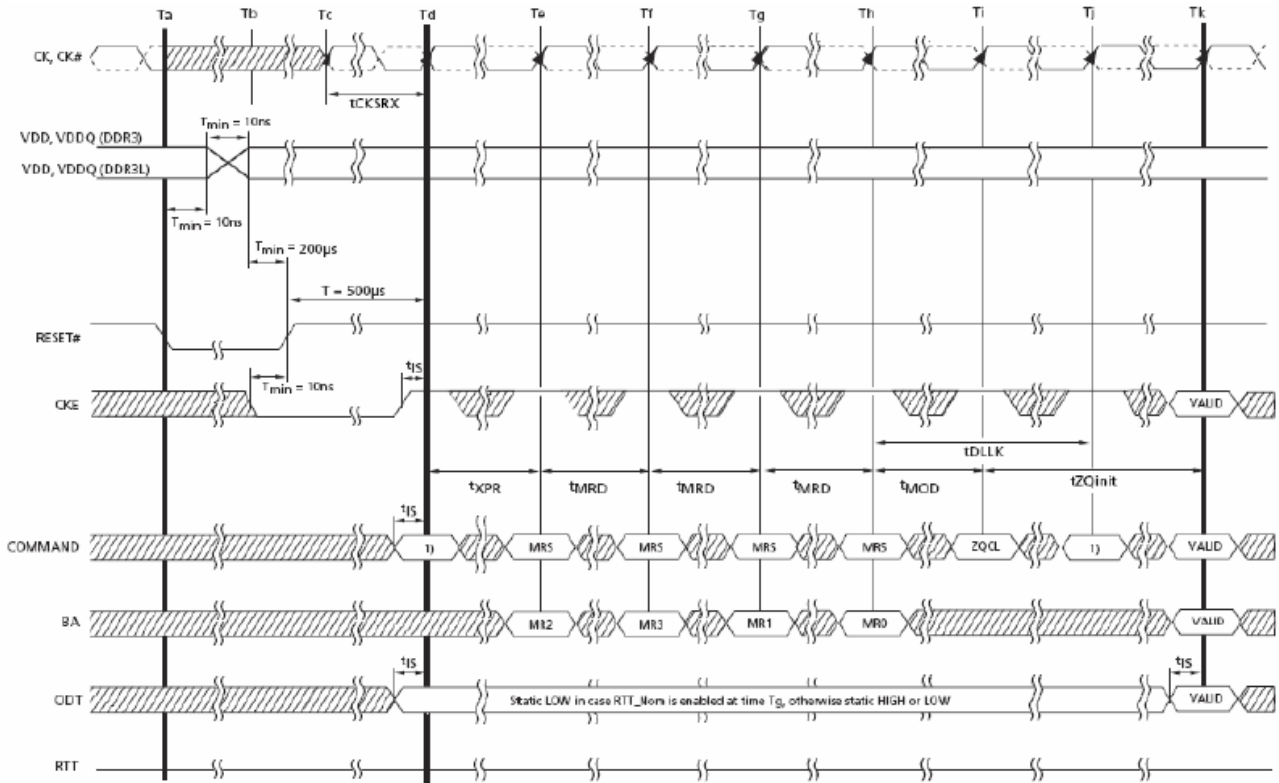 Ta Tb Tc Td Te Tf Tg Th Ti Tj Tk
CK, CK#
tCKSRX
Tmin = 10ns
VDD, VDDQ (DDR3)
VDD, VDDQ (DDR3L)
Tmin = 10ns
Tmin = 200µs
T = 500µs
RESET#
tIS
Tmin = 10ns
CKE VALID
tDLLK
tXPR tMRD tMRD tMRD tMOD tZQinit
tIS
COMMAND 1) MRS MRS MRS MRS ZQCL 1) VALID
BA MR2 MR3 MR1 MR0 VALID
tIS tIS
ODT Static LOW in case RTT_Nom is enabled at time Tg, otherwise static HIGH or LOW VALID
RTT